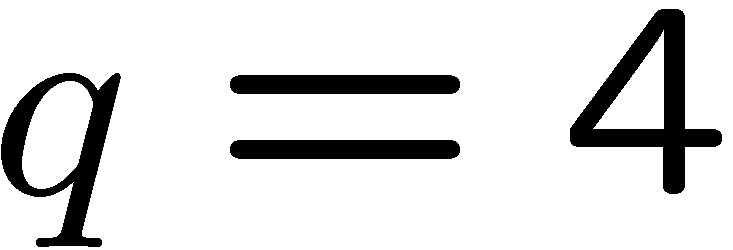 q = 4